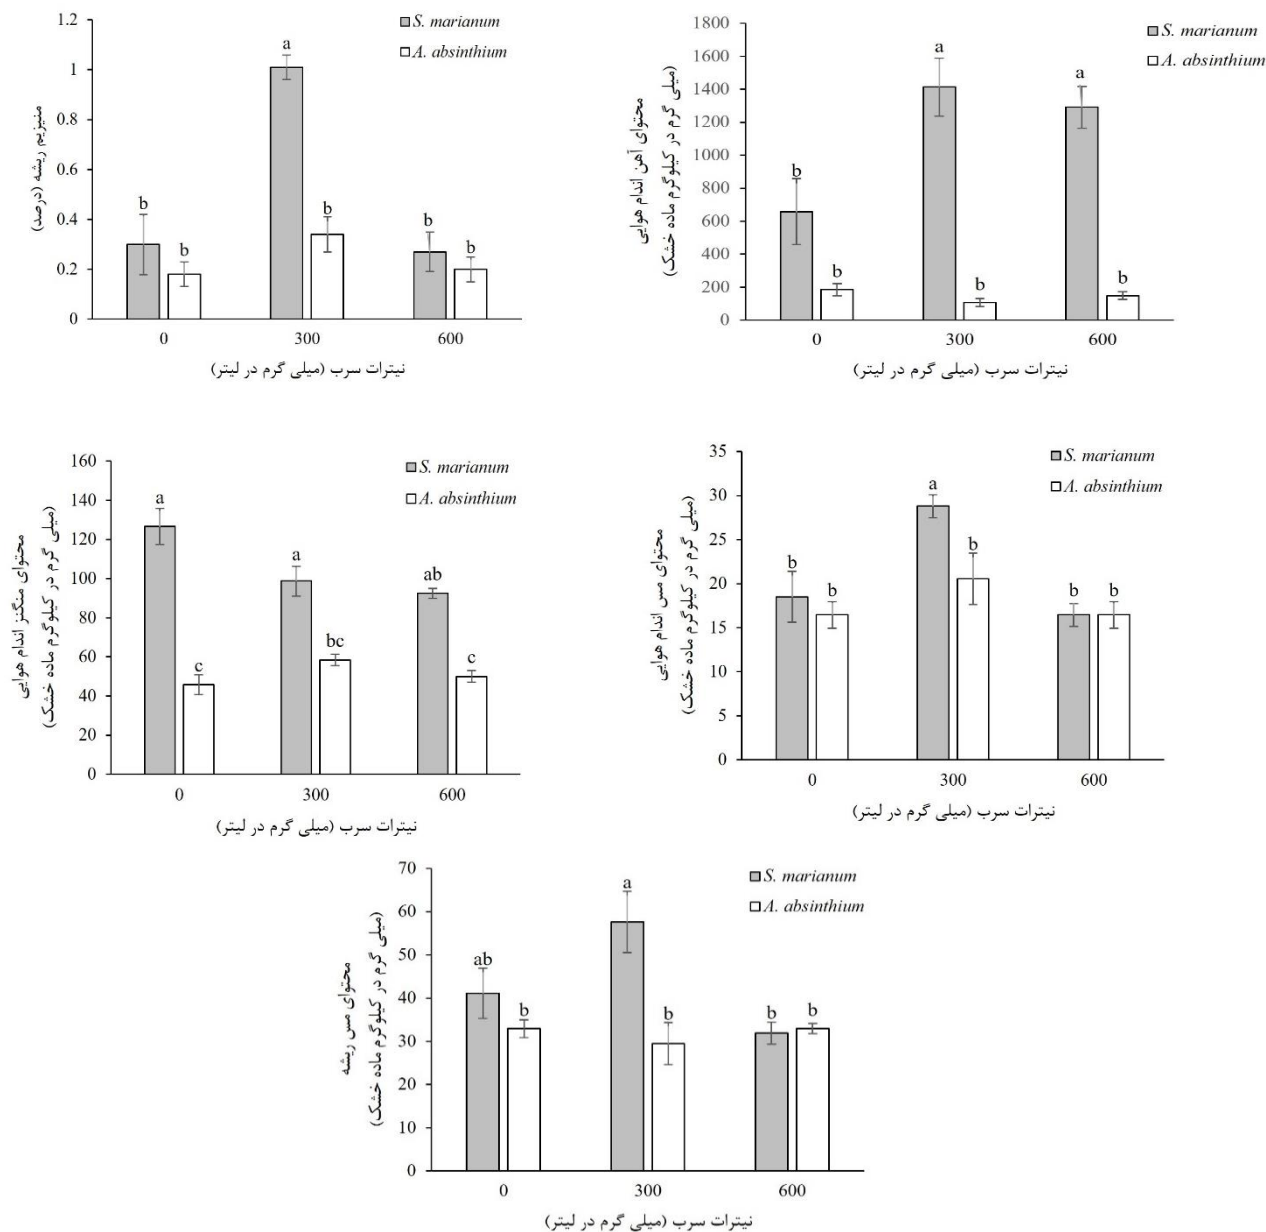 S. marianum
A. absinthium
منیزیم ریشه (درصد)
1.2
1
0.8
0.6
0.4
0.2
0
b
b
a
b
b
b
0
300
600
نیترات سرب (میلی گرم در لیتر)
S. marianum
A. absinthium
محتوای آهن اندام هوایی
(میلی گرم در کیلوگرم ماده خشک)
1800
1600
1400
1200
1000
800
600
400
200
0
b
b
a
b
a
b
0
300
600
نیترات سرب (میلی گرم در لیتر)
S. marianum
A. absinthium
محتوای منگنز اندام هوایی
(میلی گرم در کیلوگرم ماده خشک)
160
140
120
100
80
60
40
20
0
a
c
a
bc
ab
c
0
300
600
نیترات سرب (میلی گرم در لیتر)
S. marianum
A. absinthium
محتوای مس اندام هوایی
(میلی گرم در کیلوگرم ماده خشک)
35
30
25
20
15
10
5
0
b
b
a
b
b
b
0
300
600
نیترات سرب (میلی گرم در لیتر)
S. marianum
A. absinthium
محتوای مس ریشه
(میلی گرم در کیلوگرم ماده خشک)
70
60
50
40
30
20
10
0
ab
b
a
b
b
b
0
300
600
نیترات سرب (میلی گرم در لیتر)